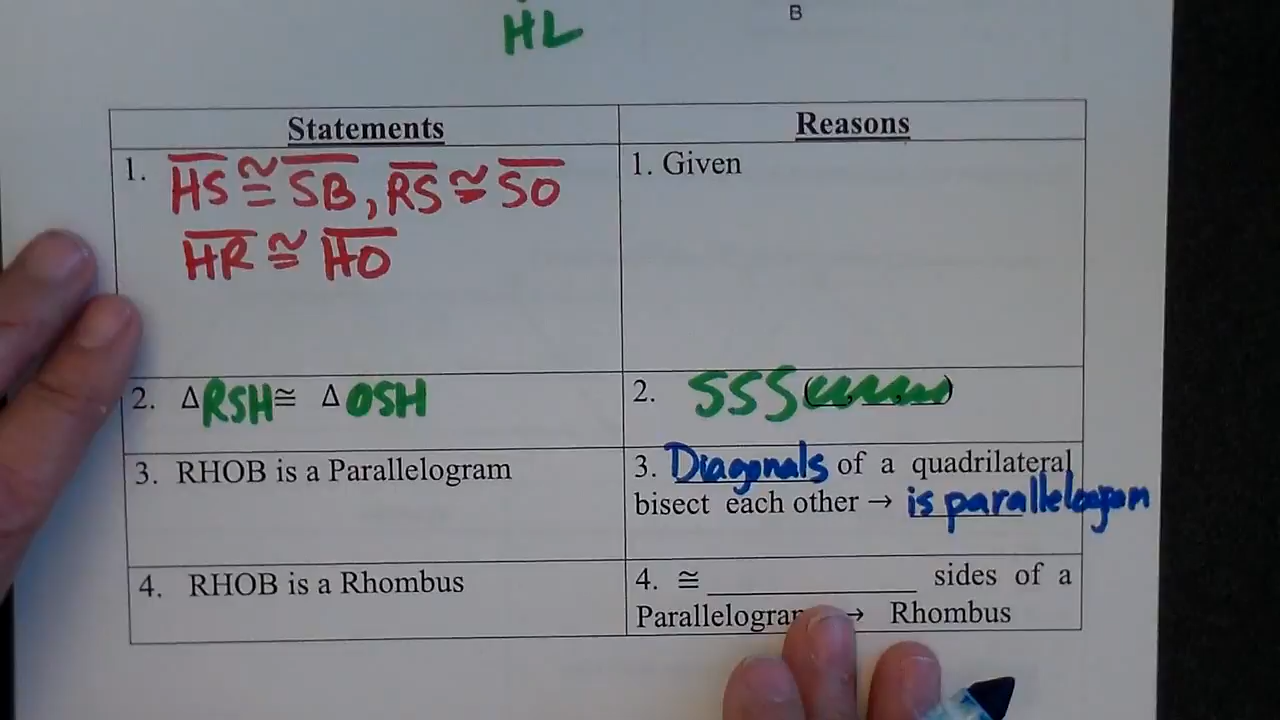 B
HL
Statements
Reasons
1. HS ≅ SB, RS ≅ SO
HR ≅ HO
1. Given
2. △RSH ≅ △OSH
2. SSS( , , )
3. RHOB is a Parallelogram
3. Diagonals of a quadrilateral
bisect each other → is parallelogram
4. RHOB is a Rhombus
4. ≅ ____________ sides of a
Parallelogram → Rhombus